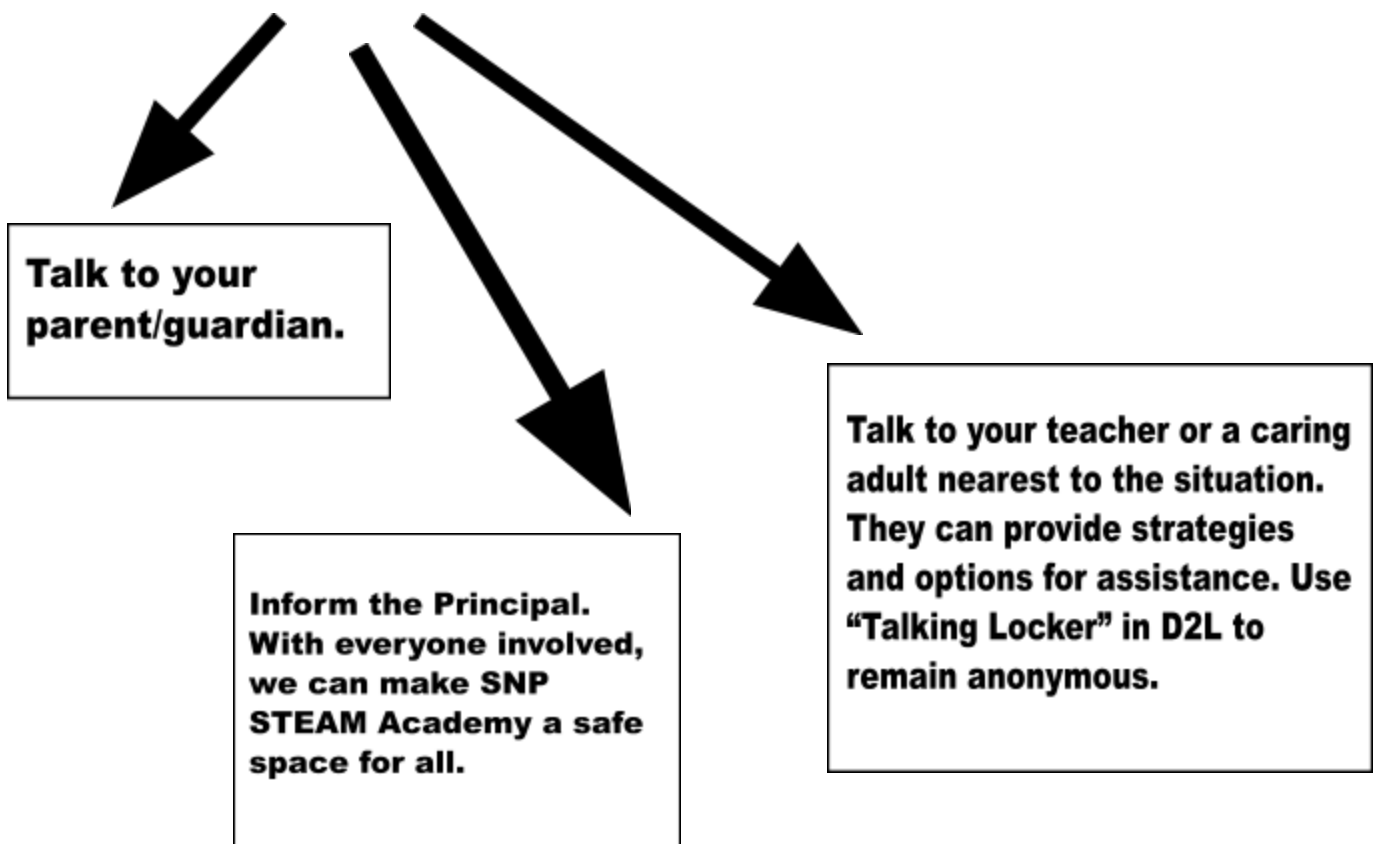 Talk to your
parent/guardian.
Inform the Principal.
With everyone involved,
we can make SNP
STEAM Academy a safe
space for all.
Talk to your teacher or a caring
adult nearest to the situation.
They can provide strategies
and options for assistance. Use
“Talking Locker” in D2L to
remain anonymous.